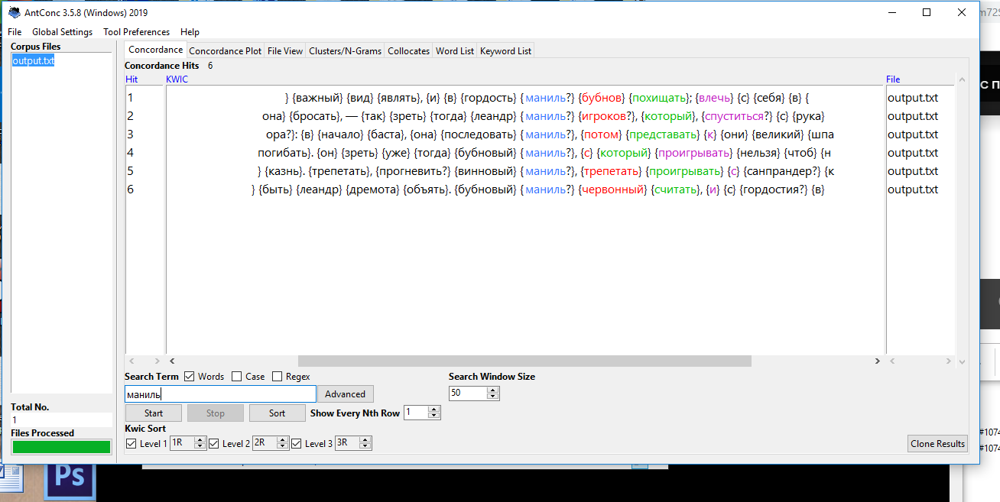 AntConc 3.5.8 (Windows) 2019
File Global Settings Tool Preferences Help
Corpus Files
output.txt
Concordance Concordance Plot File View Clusters/N-Grams Collocates Word List Keyword List
Concordance Hits 6
Hit KWIC File
1 } {важный} {вид} {являть}, {и} {в} {гордость} {маниль?} {бубнов} {похищать}; {влечь} {с} {себя} {в} { output.txt
2 она} {бросать}, — {так} {зреть} {тогда} {леандр} {маниль?} {игроков?}, {который}, {спуститься?} {с} {рука} output.txt
3 ора?}: {в} {начало} {баста}, {она} {последовать} {маниль?}, {потом} {представать} {к} {они} {великий} {шпа output.txt
4 погибать}. {он} {зреть} {уже} {тогда} {бубновый} {маниль?}, {с} {который} {проигрывать} {нельзя} {чтоб} {н output.txt
5 } {казнь}. {трепетать}, {прогневить?} {винновый} {маниль?}, {трепетать} {проигрывать} {с} {санпрандер?} {к output.txt
6 } {быть} {леандр} {дремота} {объять}. {бубновый} {маниль?} {червонный} {считать}, {и} {с} {гордостия?} {в} output.txt
Search Term Words Case Regex Search Window Size
маниль Advanced 50
Start Stop Sort Show Every Nth Row 1
Kwic Sort
Level 1 1R Level 2 2R Level 3 3R Clone Results
Total No.
1
Files Processed
Ps
#1074
#1074